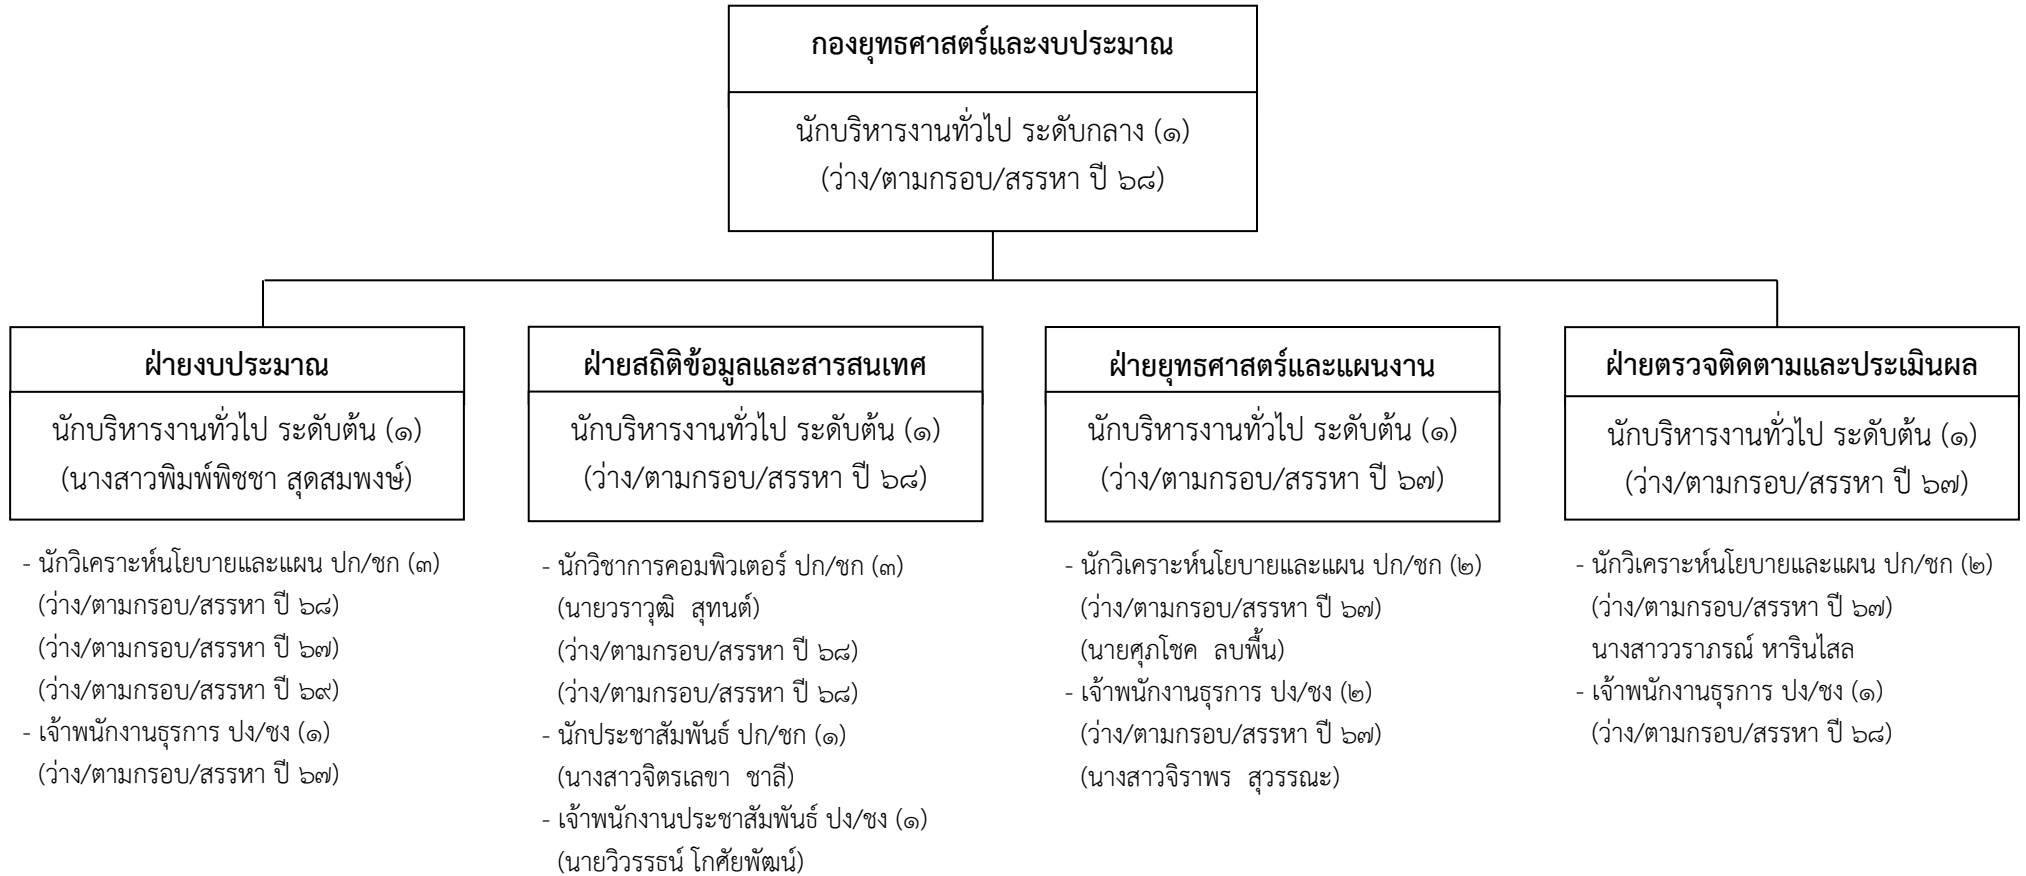 กองยุทธศาสตร์และงบประมาณ
นักบริหารงานทั่วไป ระดับกลาง (๑)
(ว่าง/ตามกรอบ/สรรหา ปี ๖๘)
ฝ่ายงบประมาณ
นักบริหารงานทั่วไป ระดับต้น (๑)
(นางสาวพิมพ์พิชชา สุดสมพงษ์)
- นักวิเคราะห์นโยบายและแผน ปก/ชก (๓)
(ว่าง/ตามกรอบ/สรรหา ปี ๖๘)
(ว่าง/ตามกรอบ/สรรหา ปี ๖๗)
(ว่าง/ตามกรอบ/สรรหา ปี ๖๙)
- เจ้าพนักงานธุรการ ปง/ชง (๑)
(ว่าง/ตามกรอบ/สรรหา ปี ๖๗)
ฝ่ายสถิติข้อมูลและสารสนเทศ
นักบริหารงานทั่วไป ระดับต้น (๑)
(ว่าง/ตามกรอบ/สรรหา ปี ๖๘)
- นักวิชาการคอมพิวเตอร์ ปก/ชก (๓)
(นายวราวุฒิ  สุทนต์)
(ว่าง/ตามกรอบ/สรรหา ปี ๖๘)
(ว่าง/ตามกรอบ/สรรหา ปี ๖๘)
- นักประชาสัมพันธ์ ปก/ชก (๑)
(นางสาวจิตรเลขา  ชาลี)
- เจ้าพนักงานประชาสัมพันธ์ ปง/ชง (๑)
(นายวิวรรธน์ โกศัยพัฒน์)
ฝ่ายยุทธศาสตร์และแผนงาน
นักบริหารงานทั่วไป ระดับต้น (๑)
(ว่าง/ตามกรอบ/สรรหา ปี ๖๗)
- นักวิเคราะห์นโยบายและแผน ปก/ชก (๒)
(ว่าง/ตามกรอบ/สรรหา ปี ๖๗)
(นายศุภโชค  ลบพื้น)
- เจ้าพนักงานธุรการ ปง/ชง (๒)
(ว่าง/ตามกรอบ/สรรหา ปี ๖๗)
(นางสาวจิราพร  สุวรรณะ)
ฝ่ายตรวจติดตามและประเมินผล
นักบริหารงานทั่วไป ระดับต้น (๑)
(ว่าง/ตามกรอบ/สรรหา ปี ๖๗)
- นักวิเคราะห์นโยบายและแผน ปก/ชก (๒)
(ว่าง/ตามกรอบ/สรรหา ปี ๖๗)
นางสาววราภรณ์ หารินไสล
- เจ้าพนักงานธุรการ ปง/ชง (๑)
(ว่าง/ตามกรอบ/สรรหา ปี ๖๘)